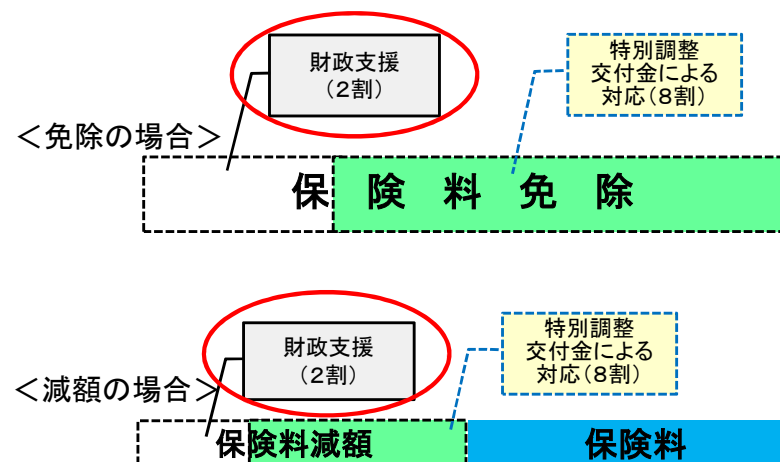 財政支援
（2割）
特別調整
交付金による
対応（8割）
＜免除の場合＞
保険料免除
財政支援
（2割）
特別調整
交付金による
対応（8割）
＜減額の場合＞
保険料減額
保険料